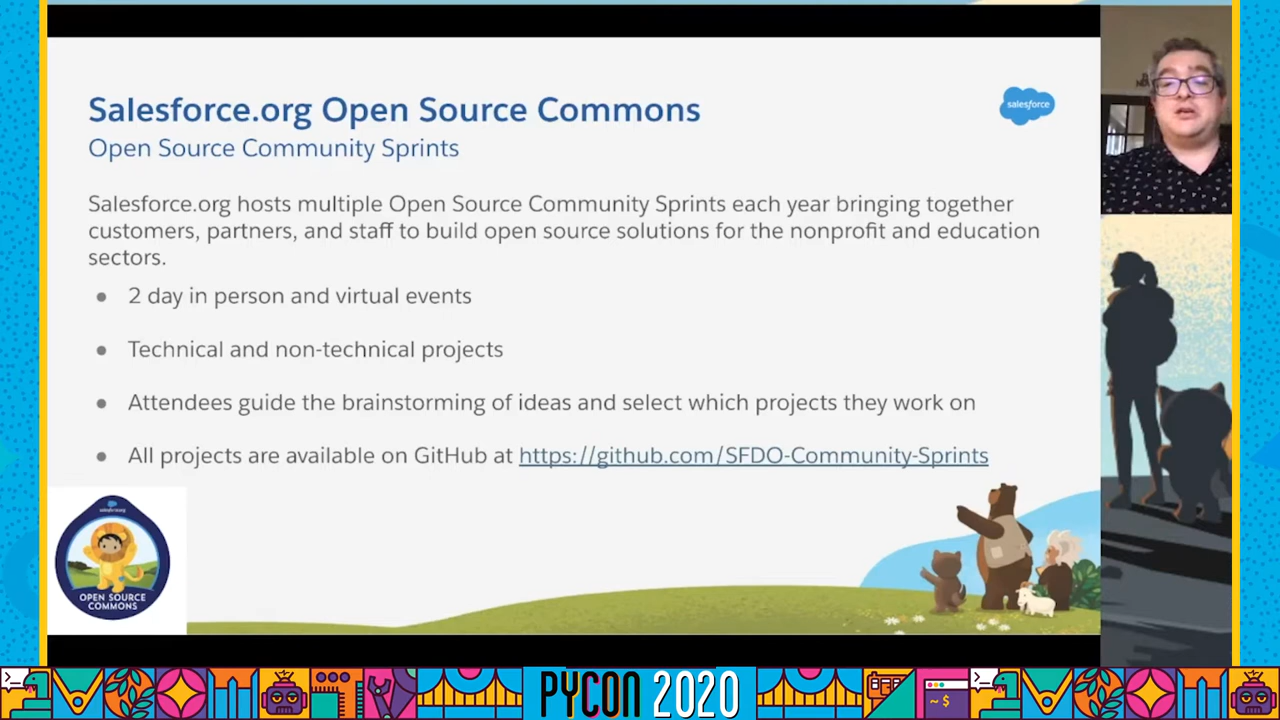 Salesforce.org Open Source Commons
salesforce
Open Source Community Sprints
Salesforce.org hosts multiple Open Source Community Sprints each year bringing together
customers, partners, and staff to build open source solutions for the nonprofit and education
sectors.
● 2 day in person and virtual events
● Technical and non-technical projects
● Attendees guide the brainstorming of ideas and select which projects they work on
● All projects are available on GitHub at https://github.com/SFDO-Community-Sprints
salesforce.org
OPEN SOURCE
COMMONS
PYCON 2020
~$